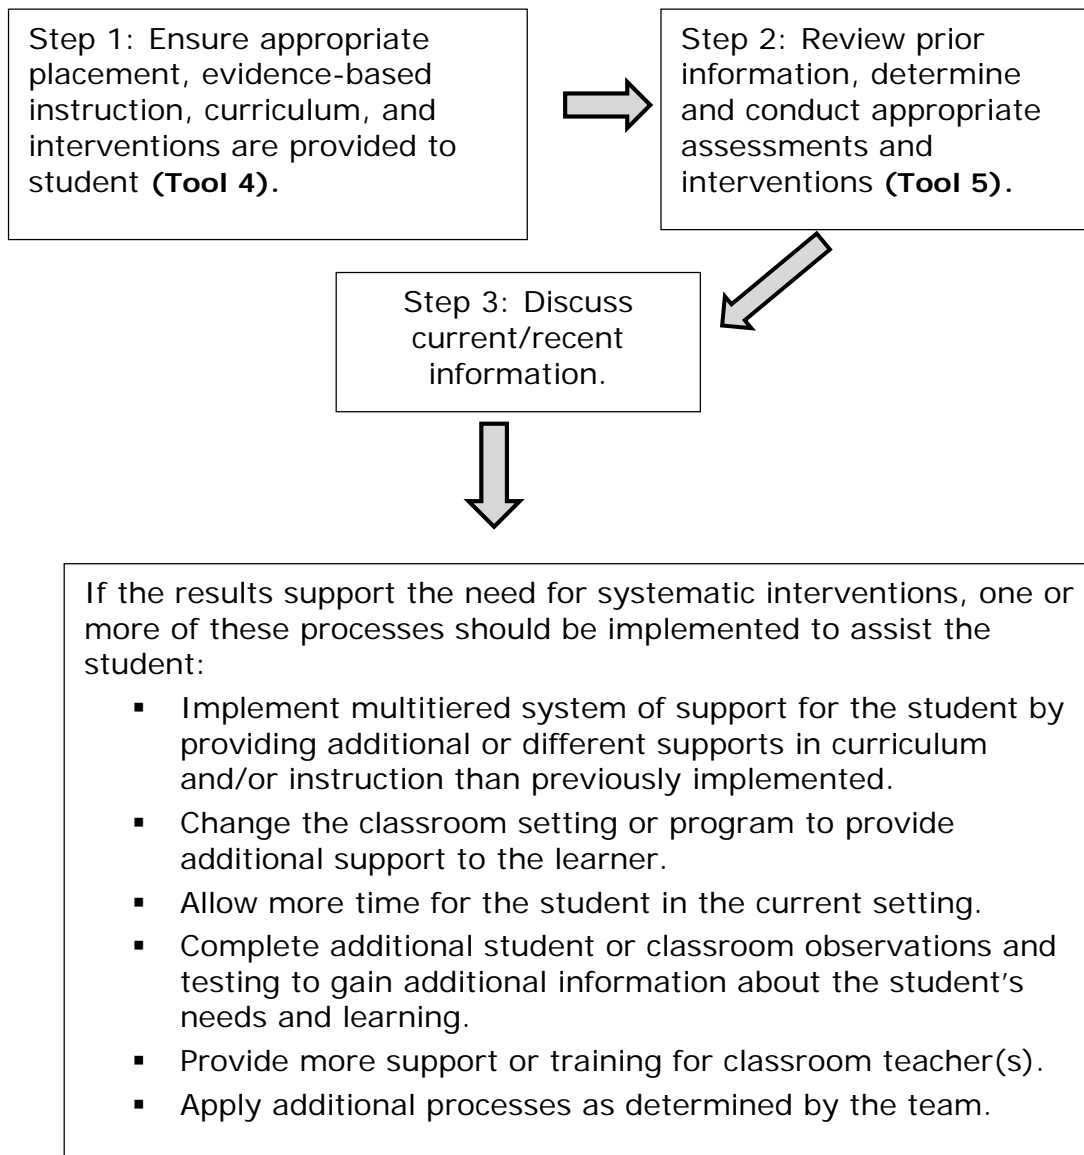 Step 1: Ensure appropriate
placement, evidence-based
instruction, curriculum, and
interventions are provided to
student (Tool 4).
Step 2: Review prior
information, determine
and conduct appropriate
assessments and
interventions (Tool 5).
Step 3: Discuss
current/recent
information.
If the results support the need for systematic interventions, one or
more of these processes should be implemented to assist the
student:
▪ Implement multitiered system of support for the student by
providing additional or different supports in curriculum
and/or instruction than previously implemented.
▪ Change the classroom setting or program to provide
additional support to the learner.
▪ Allow more time for the student in the current setting.
▪ Complete additional student or classroom observations and
testing to gain additional information about the student's
needs and learning.
▪ Provide more support or training for classroom teacher(s).
▪ Apply additional processes as determined by the team.